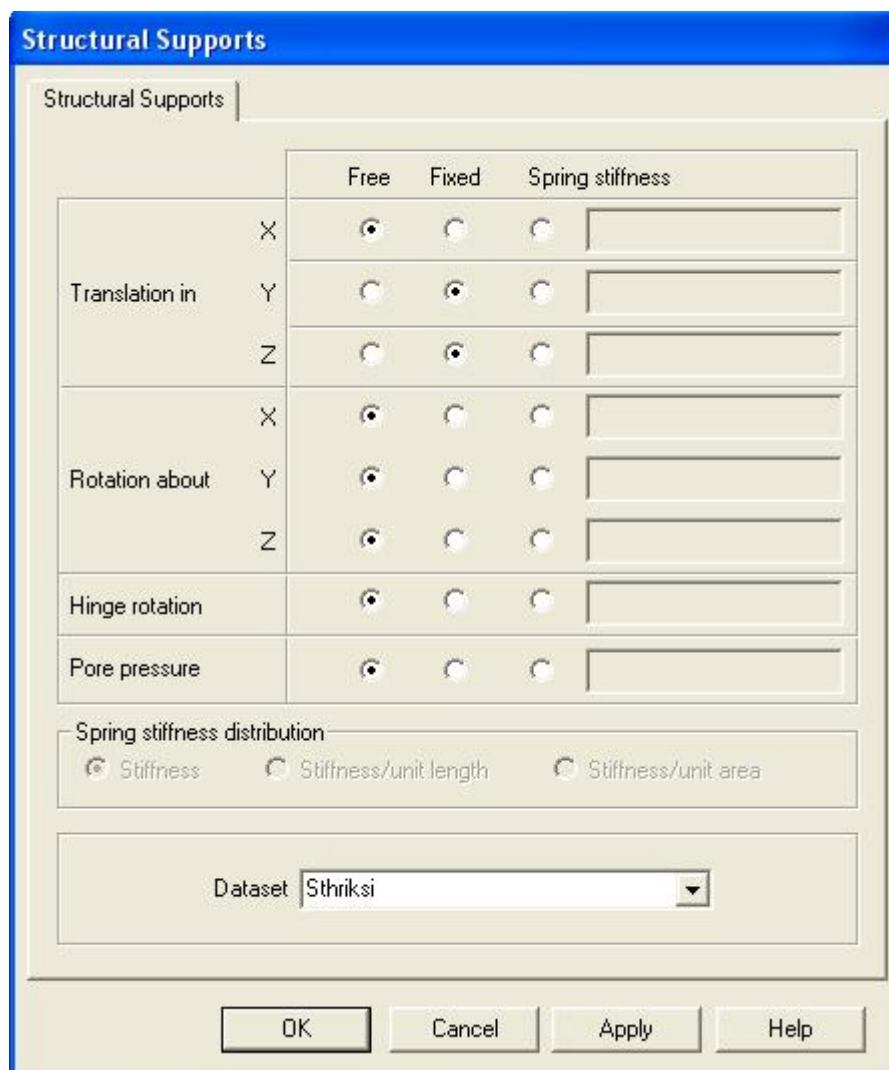 Structural Supports
Structural Supports
Free Fixed Spring stiffness
X
Translation in Y
Z
X
Rotation about Y
Z
Hinge rotation
Pore pressure
Spring stiffness distribution
Stiffness Stiffness/unit length Stiffness/unit area
Dataset Sthriksi
OK Cancel Apply Help